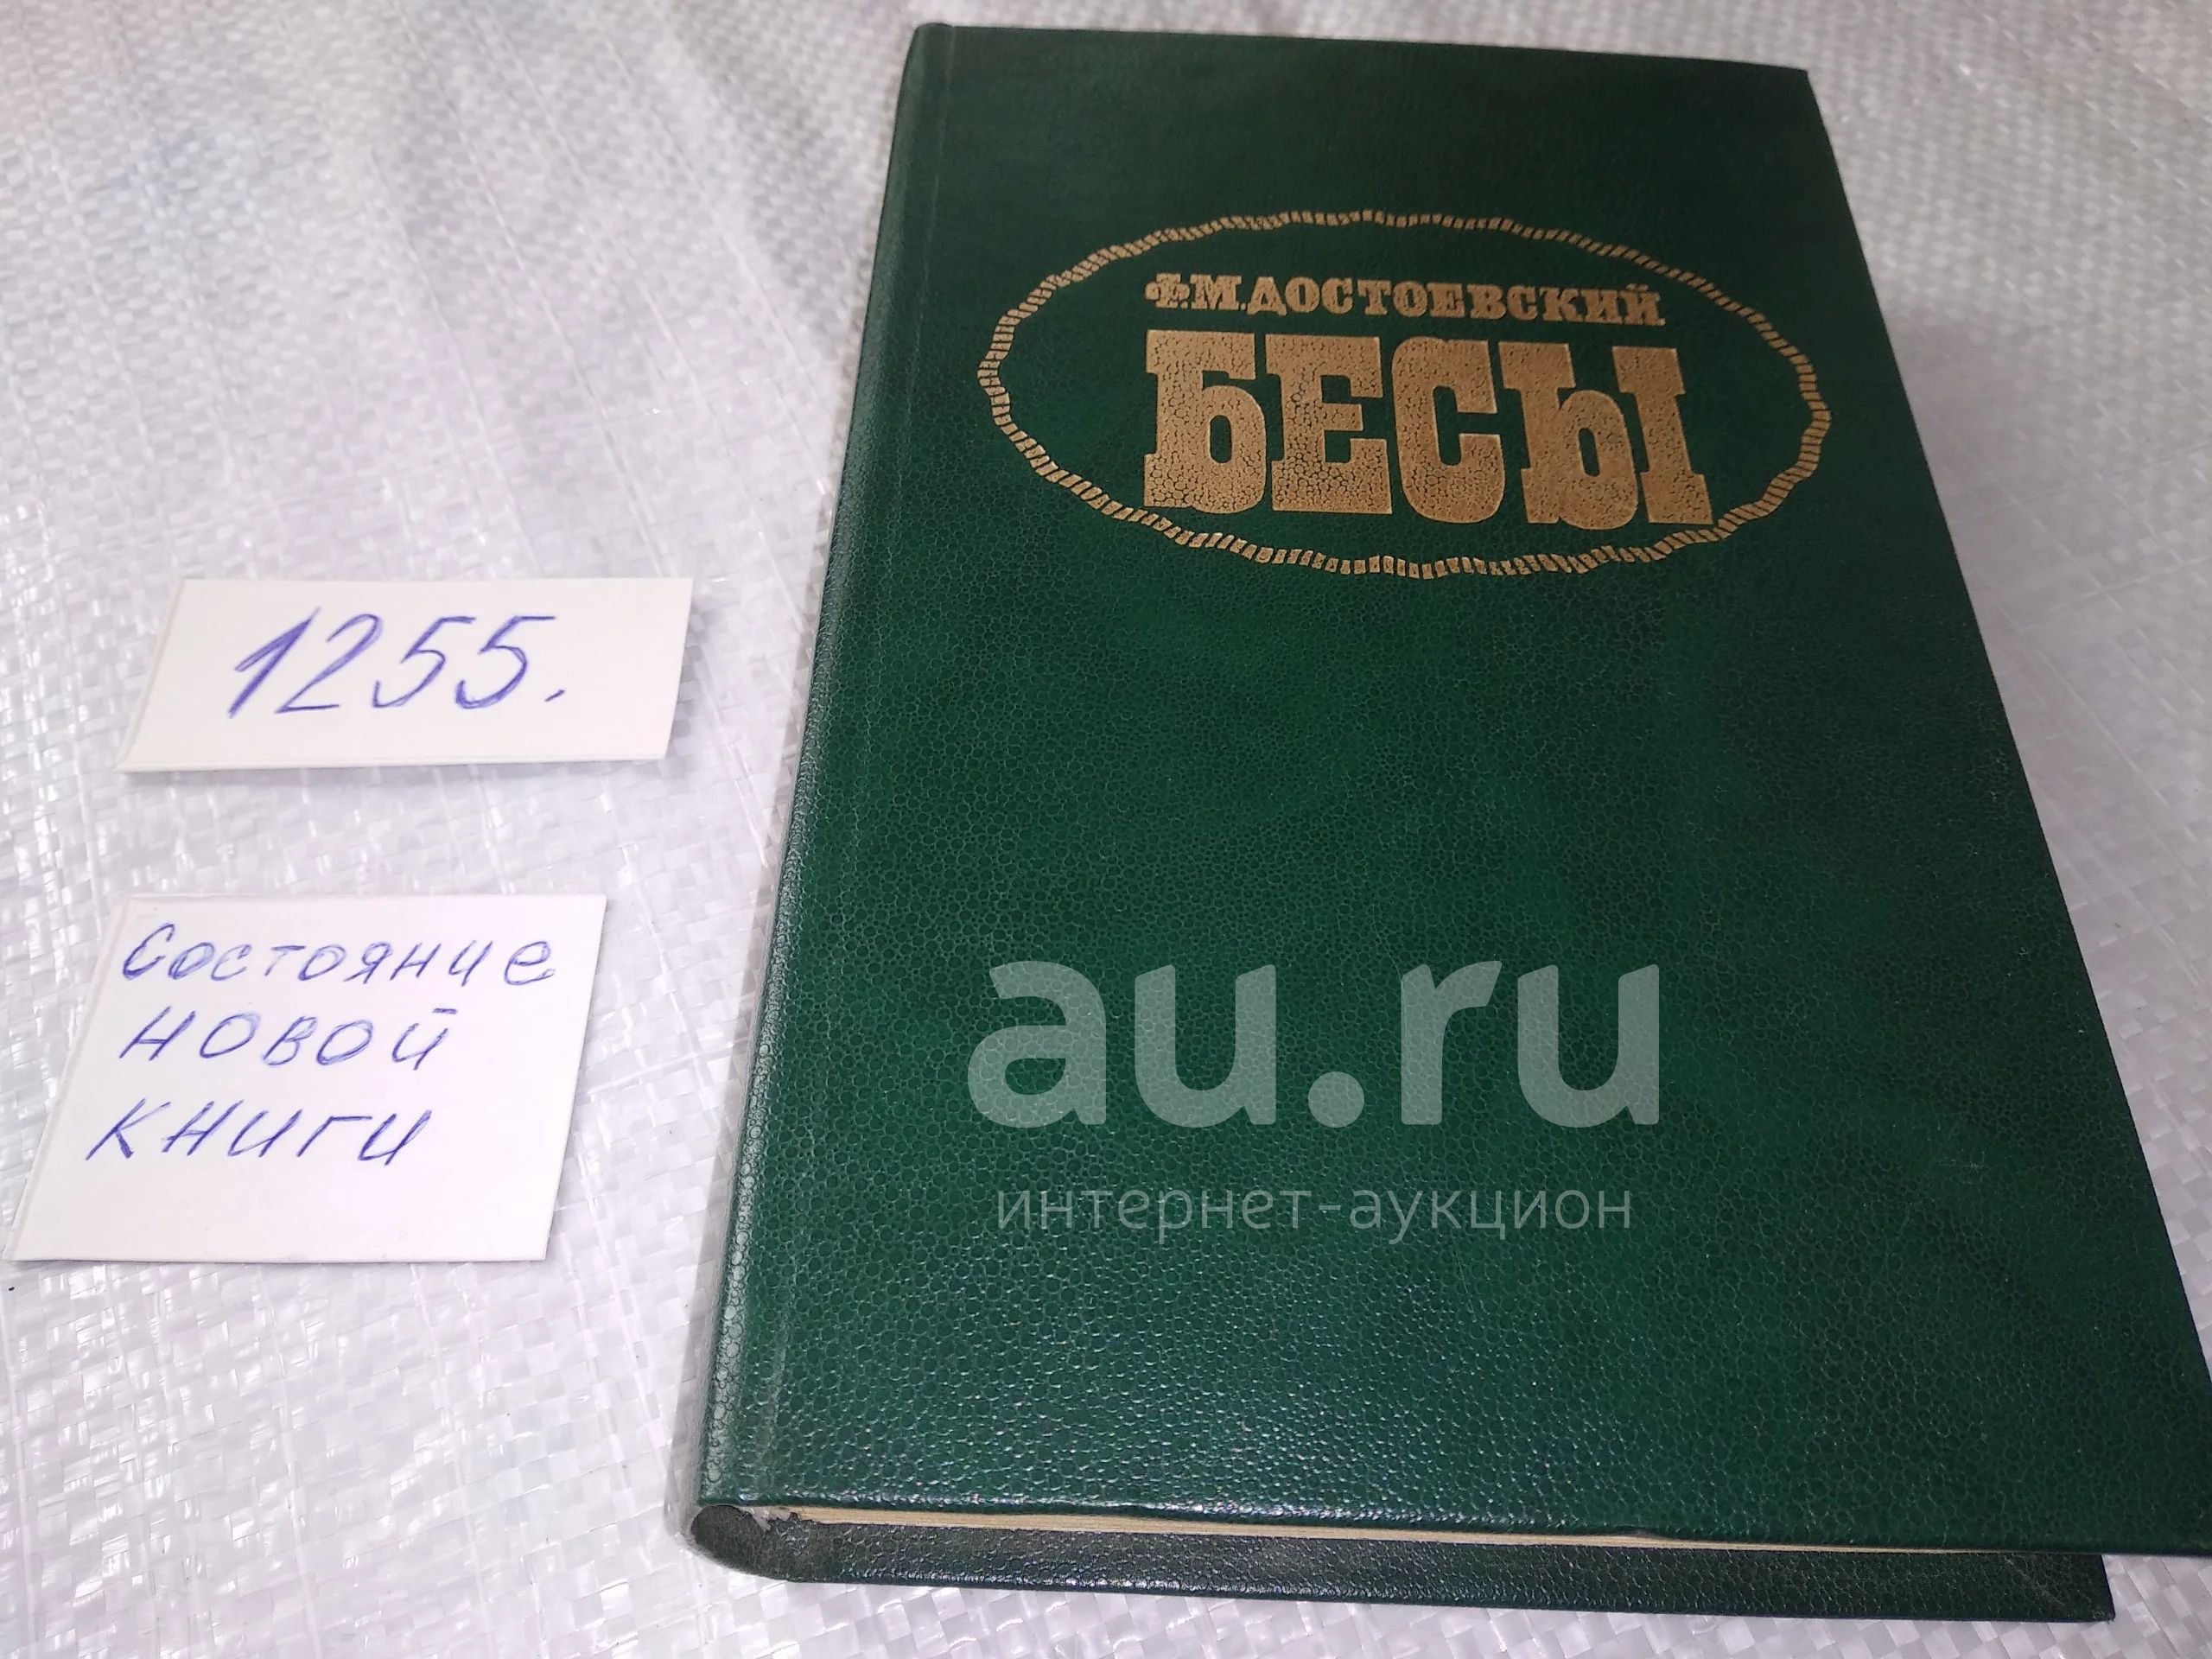 Ф.М.ДОСТОЕВСКИЙ
БЕСЫ
1255.
Состояние
новой
книги
au.ru
интернет-аукцион